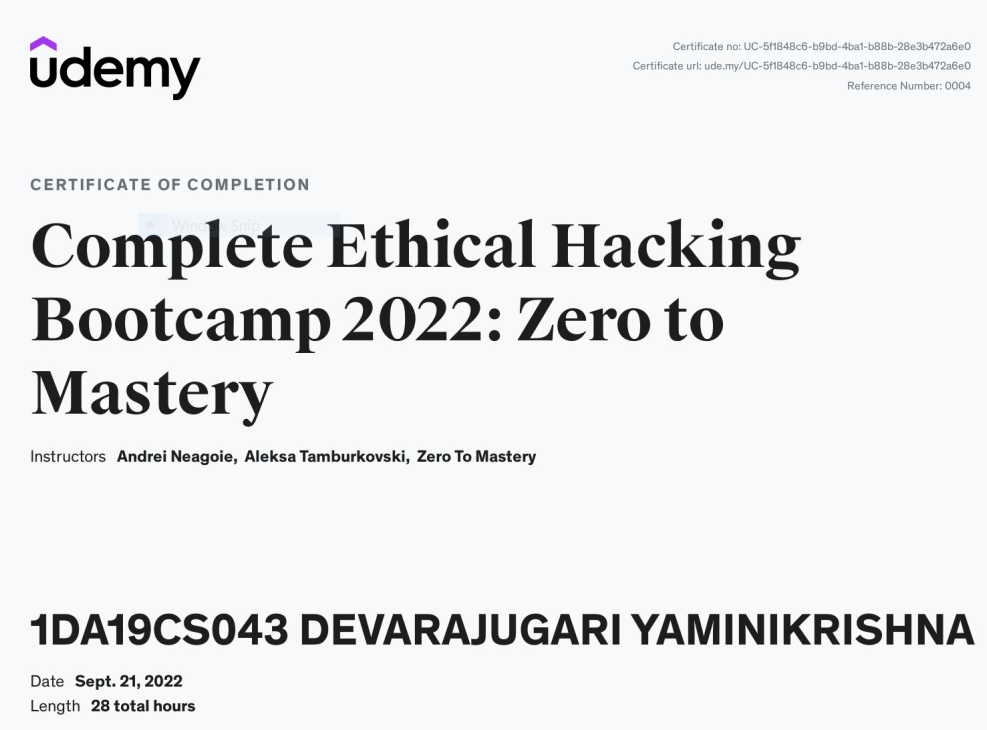 udemy
Certificate no: UC-5f1848c6-b9bd-4ba1-b88b-28e3b472a6e0
Certificate url: ude.my/UC-5f1848c6-b9bd-4ba1-b88b-28e3b472a6e0
Reference Number: 0004
CERTIFICATE OF COMPLETION
Window Snip
Complete Ethical Hacking
Bootcamp 2022: Zero to
Mastery
Instructors Andrei Neagoie, Aleksa Tamburkovski, Zero To Mastery
1DA19CS043 DEVARAJUGARI YAMINIKRISHNA
Date Sept. 21, 2022
Length 28 total hours